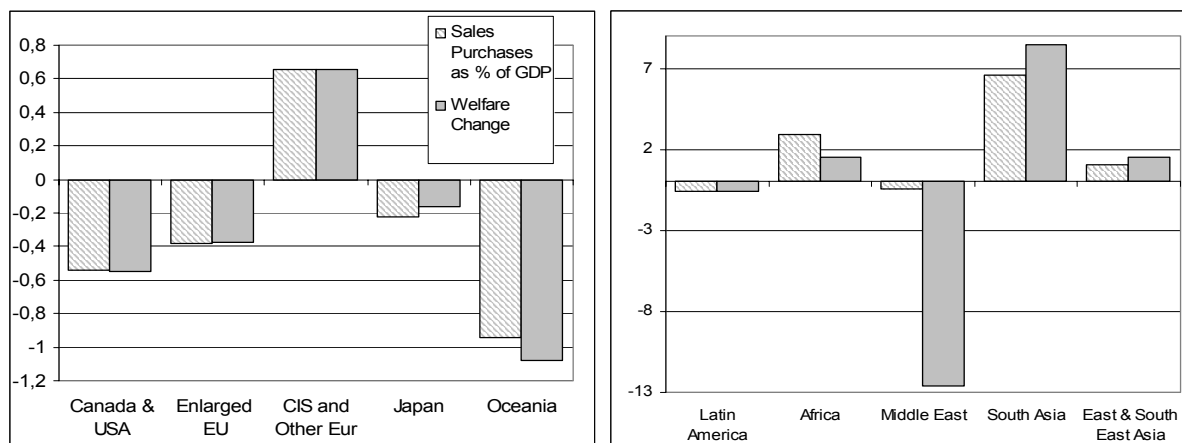 0,8
0,6
0,4
0,2
0
-0,2
-0,4
-0,6
-0,8
-1
-1,2
Sales
Purchases
as % of GDP
Welfare
Change
Canada &
USA
Enlarged
EU
CIS and
Other Eur
Japan
Oceania
7
2
-3
-8
-13
Latin
America
Africa
Middle East
South Asia
East & South
East Asia